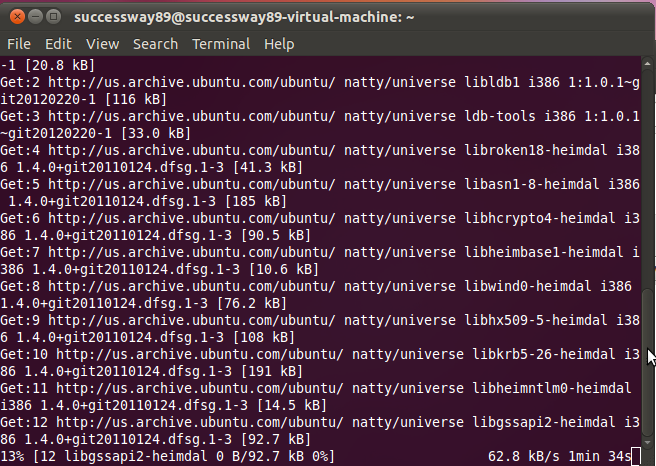 successway89@successway89-virtual-machine: ~
File Edit View Search Terminal Help
-1 [20.8 kB]
Get:2 http://us.archive.ubuntu.com/ubuntu/ natty/universe libldb1 i386 1:1.0.1~g
it20120220-1 [116 kB]
Get:3 http://us.archive.ubuntu.com/ubuntu/ natty/universe ldb-tools i386 1:1.0.1
~git20120220-1 [33.0 kB]
Get:4 http://us.archive.ubuntu.com/ubuntu/ natty/universe libroken18-heimdal i38
6 1.4.0+git20110124.dfsg.1-3 [41.3 kB]
Get:5 http://us.archive.ubuntu.com/ubuntu/ natty/universe libasn1-8-heimdal i386
 1.4.0+git20110124.dfsg.1-3 [185 kB]
Get:6 http://us.archive.ubuntu.com/ubuntu/ natty/universe libhcrypto4-heimdal i3
86 1.4.0+git20110124.dfsg.1-3 [90.5 kB]
Get:7 http://us.archive.ubuntu.com/ubuntu/ natty/universe libheimbase1-heimdal i
386 1.4.0+git20110124.dfsg.1-3 [10.6 kB]
Get:8 http://us.archive.ubuntu.com/ubuntu/ natty/universe libwind0-heimdal i386
1.4.0+git20110124.dfsg.1-3 [76.2 kB]
Get:9 http://us.archive.ubuntu.com/ubuntu/ natty/universe libhx509-5-heimdal i38
6 1.4.0+git20110124.dfsg.1-3 [108 kB]
Get:10 http://us.archive.ubuntu.com/ubuntu/ natty/universe libkrb5-26-heimdal i3
86 1.4.0+git20110124.dfsg.1-3 [191 kB]
Get:11 http://us.archive.ubuntu.com/ubuntu/ natty/universe libheimntlm0-heimdal
i386 1.4.0+git20110124.dfsg.1-3 [14.5 kB]
Get:12 http://us.archive.ubuntu.com/ubuntu/ natty/universe libgssapi2-heimdal i3
86 1.4.0+git20110124.dfsg.1-3 [92.7 kB]
13% [12 libgssapi2-heimdal 0 B/92.7 kB 0%] 62.8 kB/s 1min 34s